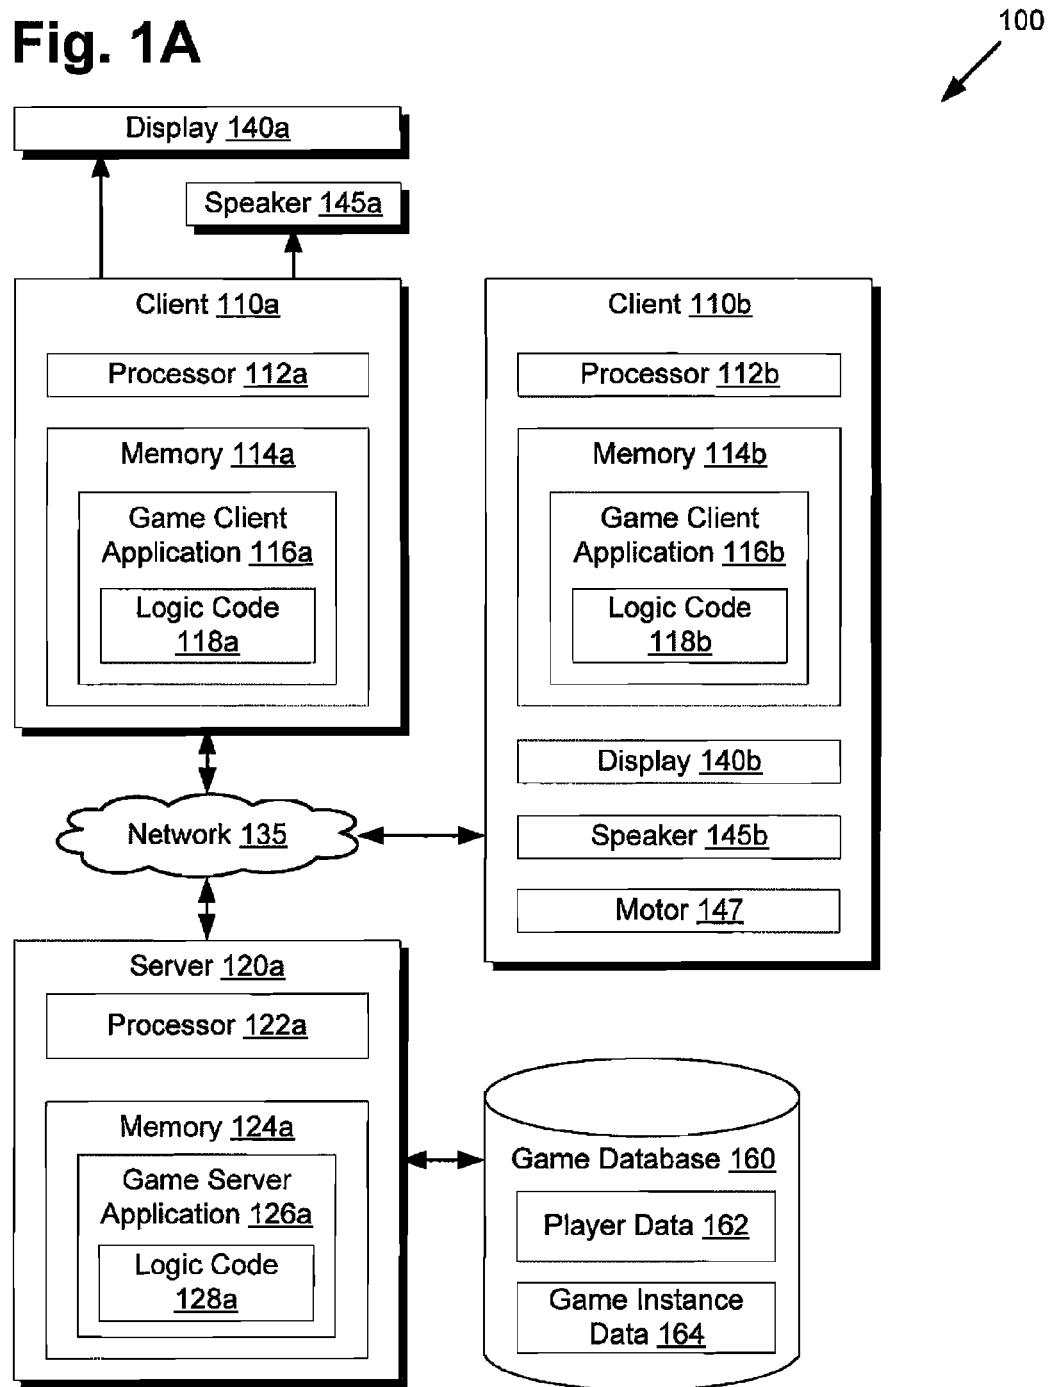 Fig. 1A
100
Display 140a
Speaker 145a
Client 110a
Processor 112a
Memory 114a
Game Client
Application 116a
Logic Code
118a
Client 110b
Processor 112b
Memory 114b
Game Client
Application 116b
Logic Code
118b
Display 140b
Speaker 145b
Motor 147
Network 135
Server 120a
Processor 122a
Memory 124a
Game Server
Application 126a
Logic Code
128a
Game Database 160
Player Data 162
Game Instance
Data 164